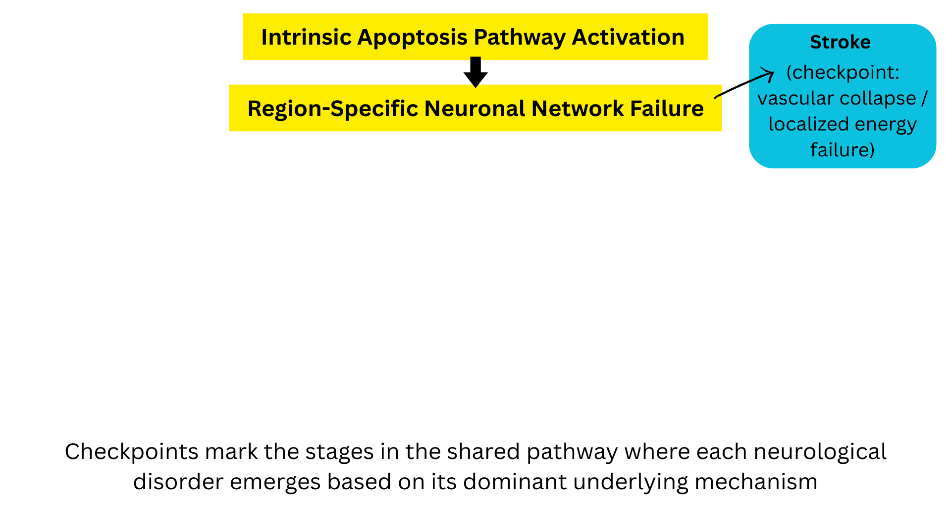 Intrinsic Apoptosis Pathway Activation
Region-Specific Neuronal Network Failure
Stroke
(checkpoint:
vascular collapse /
localized energy
failure)
Checkpoints mark the stages in the shared pathway where each neurological
disorder emerges based on its dominant underlying mechanism